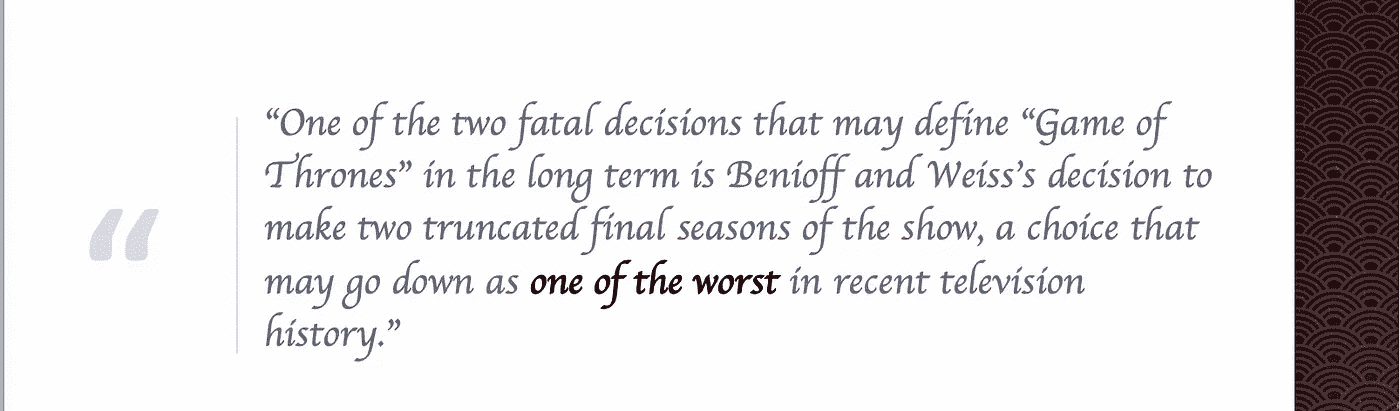 “
“One of the two fatal decisions that may define “Game of
Thrones” in the long term is Benioff and Weiss’s decision to
make two truncated final seasons of the show, a choice that
may go down as one of the worst in recent television
history.”